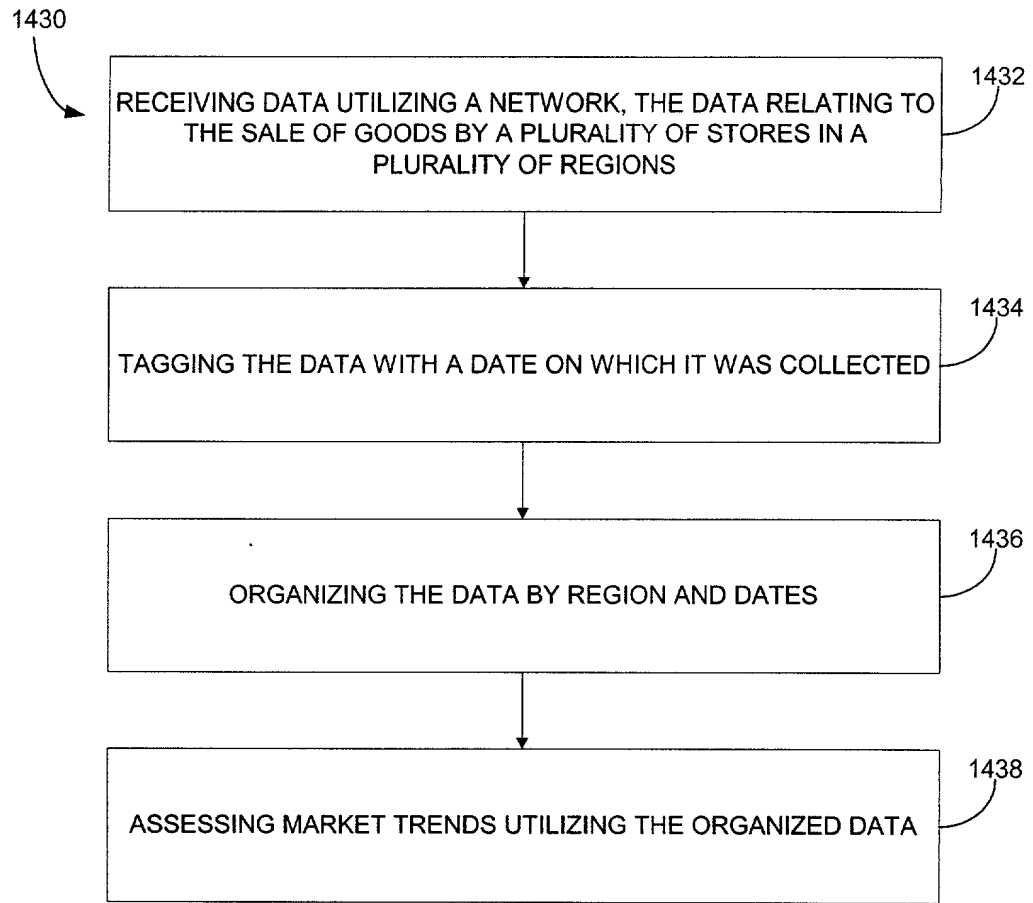 1430
1432
RECEIVING DATA UTILIZING A NETWORK, THE DATA RELATING TO
THE SALE OF GOODS BY A PLURALITY OF STORES IN A
PLURALITY OF REGIONS
1434
TAGGING THE DATA WITH A DATE ON WHICH IT WAS COLLECTED
1436
ORGANIZING THE DATA BY REGION AND DATES
1438
ASSESSING MARKET TRENDS UTILIZING THE ORGANIZED DATA